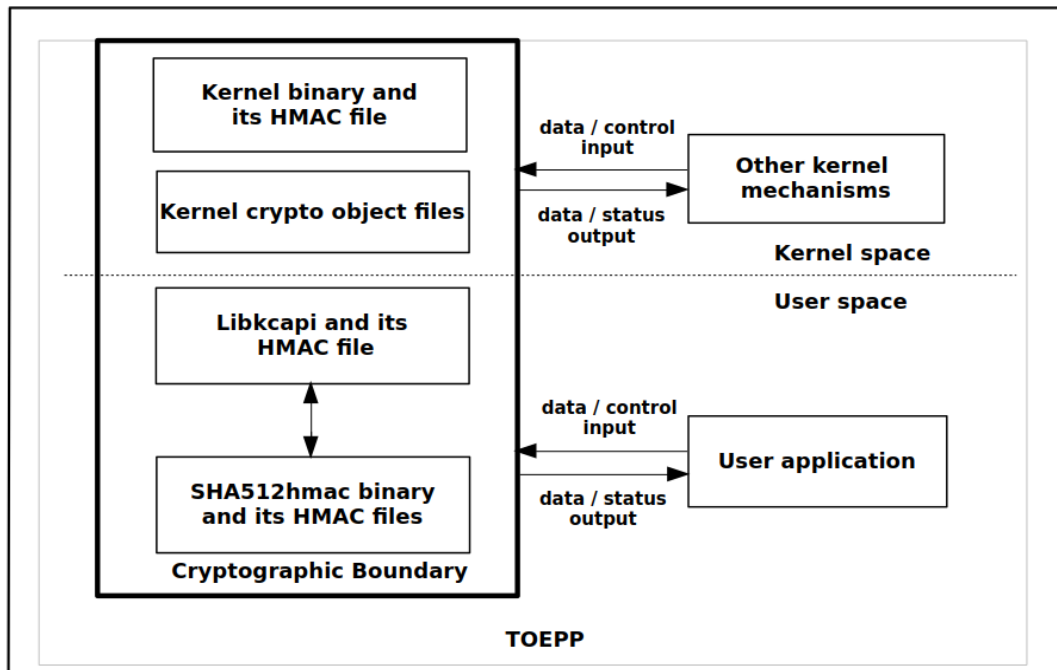 Kernel binary and
its HMAC file
data / control
input
Other kernel
mechanisms
Kernel crypto object files
data / status
output
Kernel space
User space
Libkcapi and its
HMAC file
data / control
input
User application
SHA512hmac binary
and its HMAC files
data / status
output
Cryptographic Boundary
TOEPP